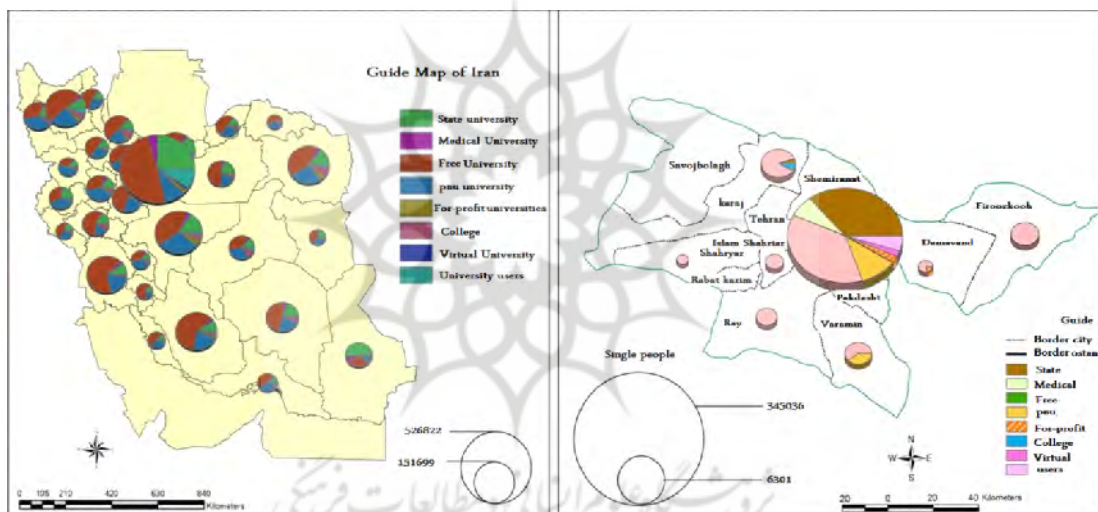 Guide Map of Iran
State university
Medical University
Free University
pnu university
For-profit universities
College
Virtual University
University users
526822
151699
0 105 210 420 630 840
Kilometers
Savojbolagh
Shemiranat
karaj
Tehran
Firoozkooh
Damavand
Islam Shahriar
Shahryar
Rabat karim
Pakdasht
Ray
Varamin
Single people
345036
6301
Guide
Border city
Border ostan
State
Medical
Free
pnu
For-profit
College
Virtual
users
N
W E
S
20 0 20 40 Kilometers